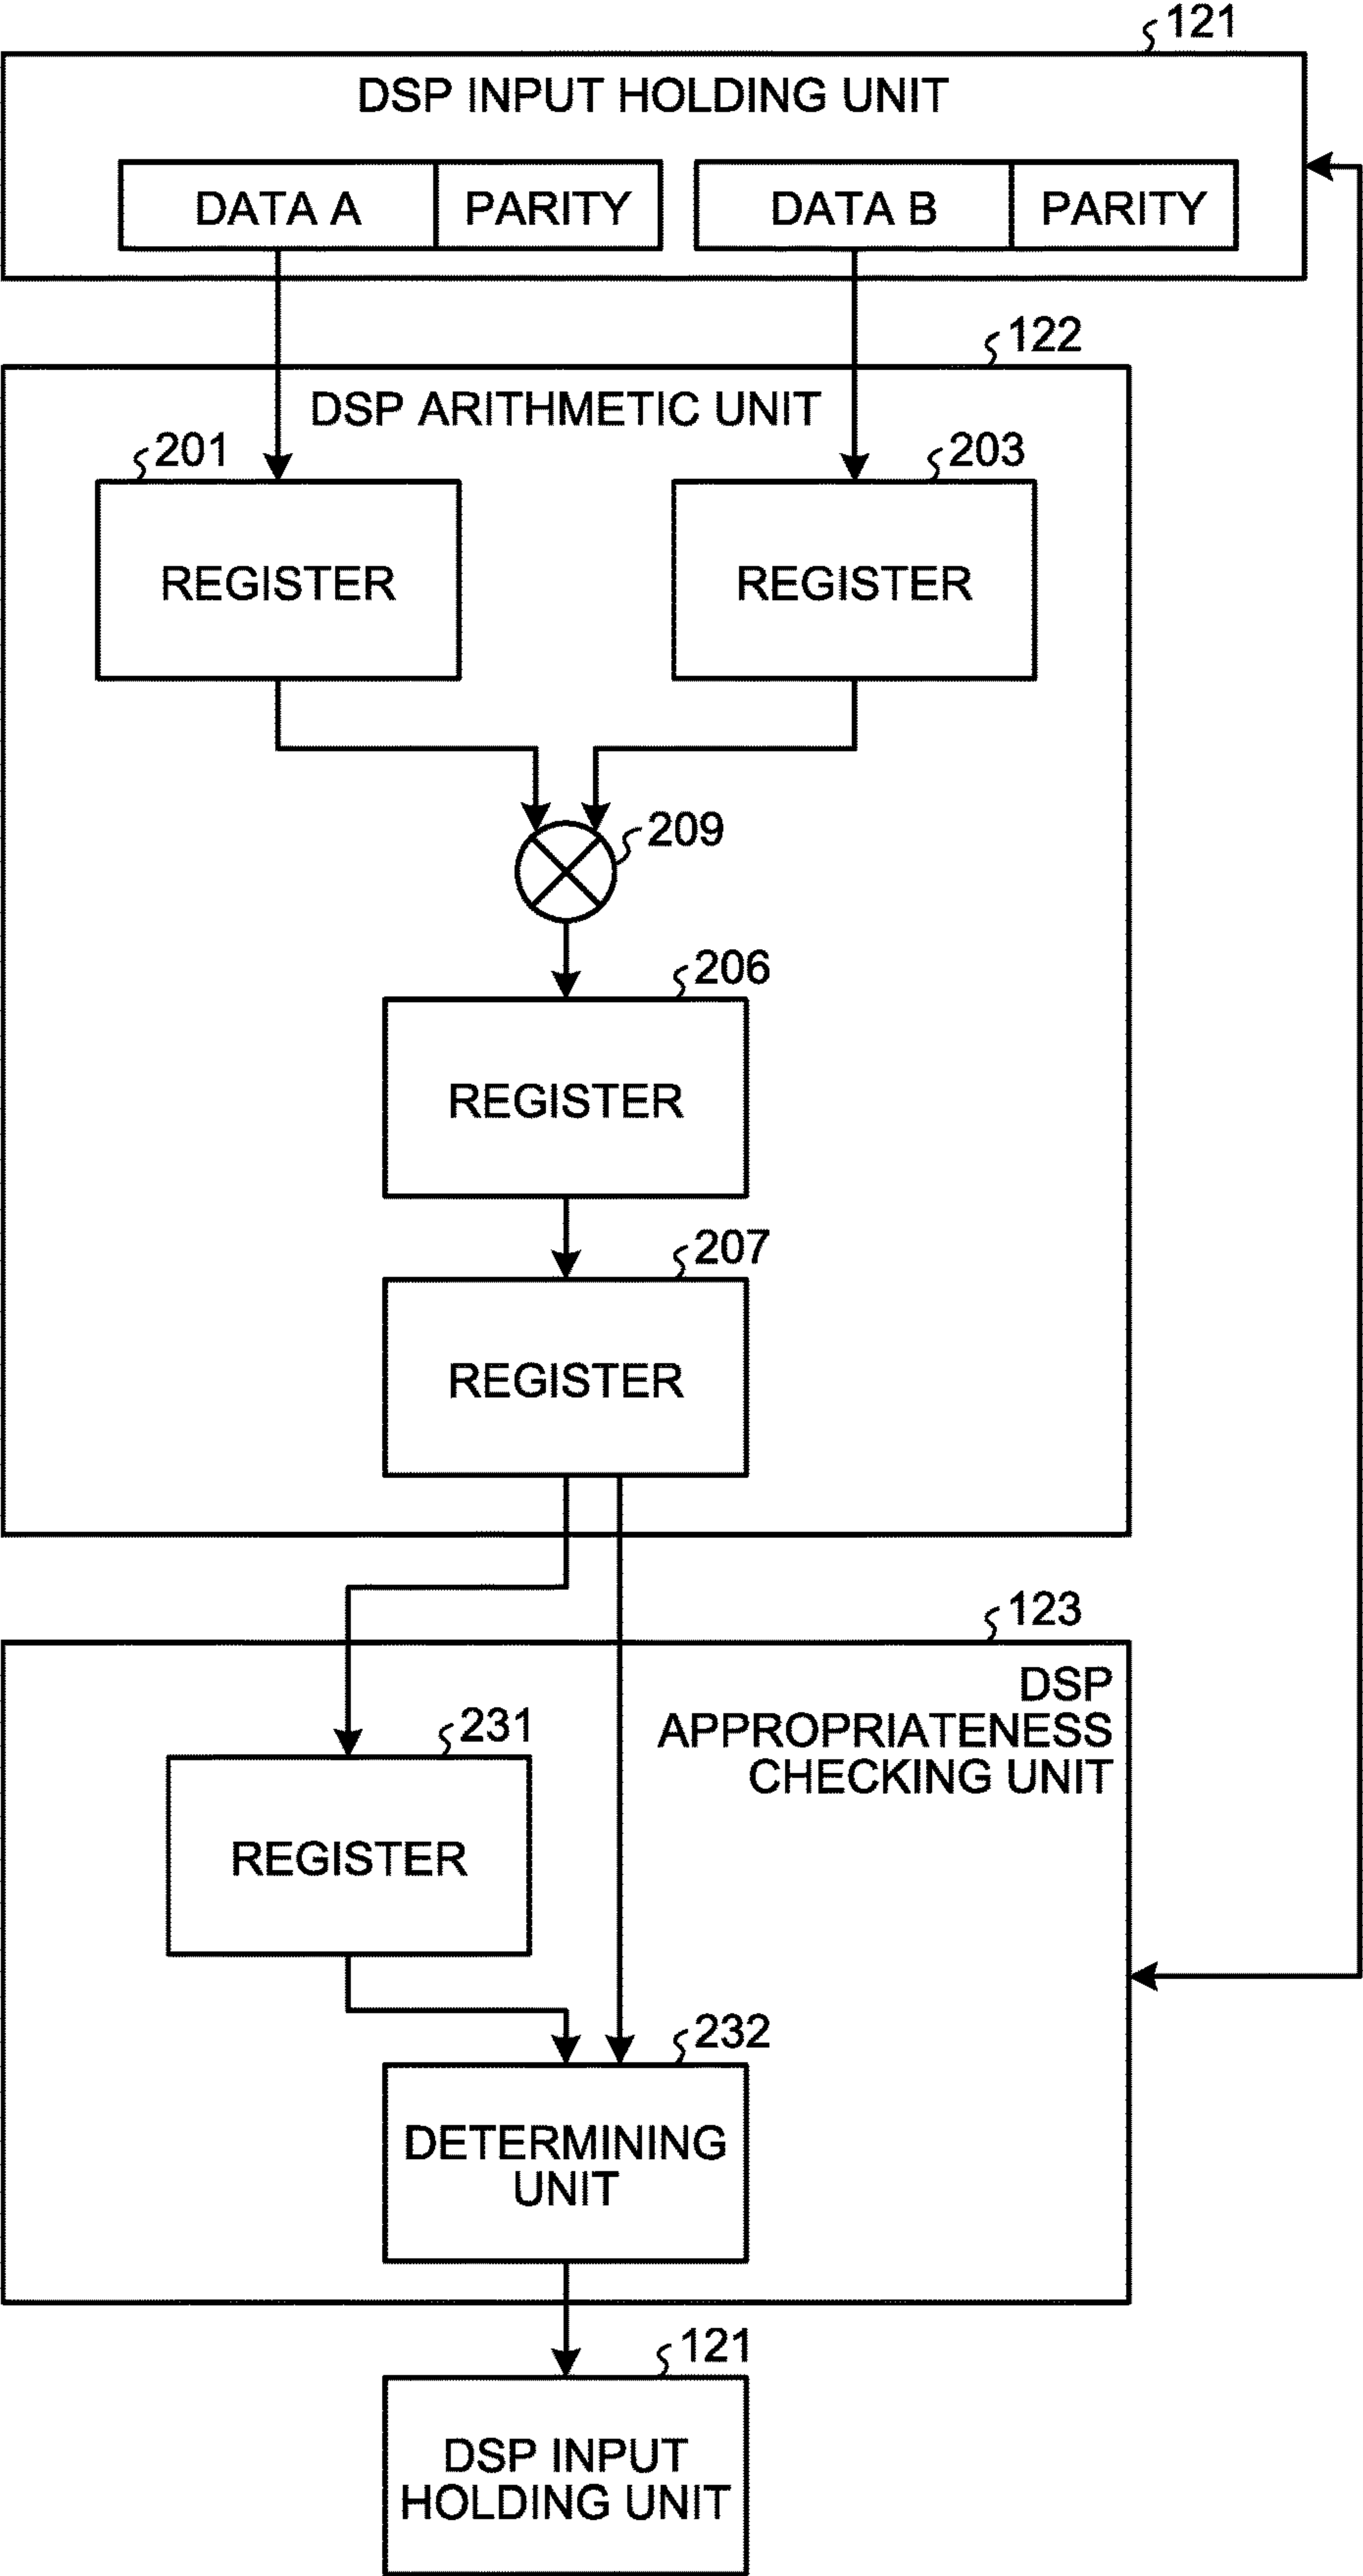 121
DSP INPUT HOLDING UNIT
DATA A PARITY DATA B PARITY
122
DSP ARITHMETIC UNIT
201 203
REGISTER REGISTER
209
206
REGISTER
207
REGISTER
123
DSP
APPROPRIATENESS
CHECKING UNIT
231
REGISTER
232
DETERMINING
UNIT
121
DSP INPUT
HOLDING UNIT